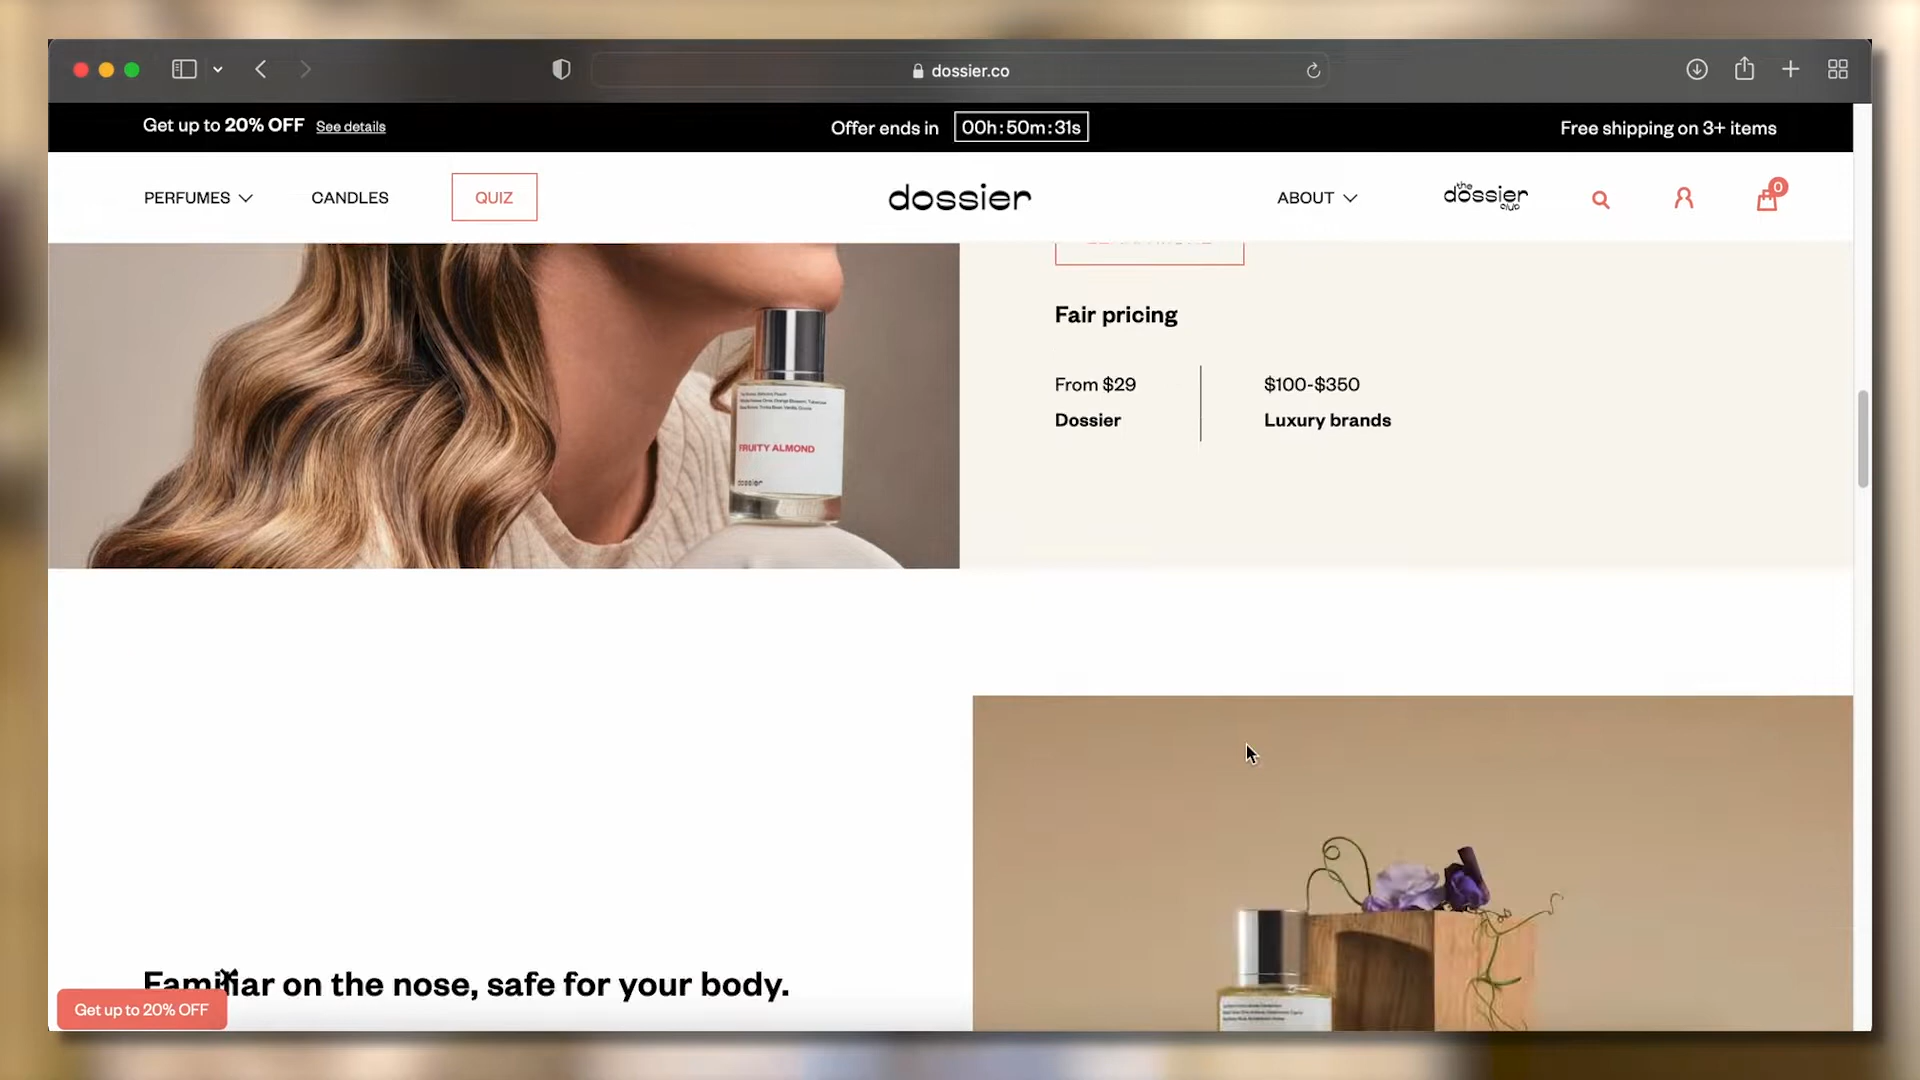 dossier.co
Get up to 20% OFF See details
Offer ends in 00h:50m:31s
Free shipping on 3+ items
PERFUMES
CANDLES
QUIZ
dossier
ABOUT
the dossier club
0
Fair pricing
From $29
Dossier
$100-$350
Luxury brands
FRUITY ALMOND
dossier
Familiar on the nose, safe for your body.
Get up to 20% OFF